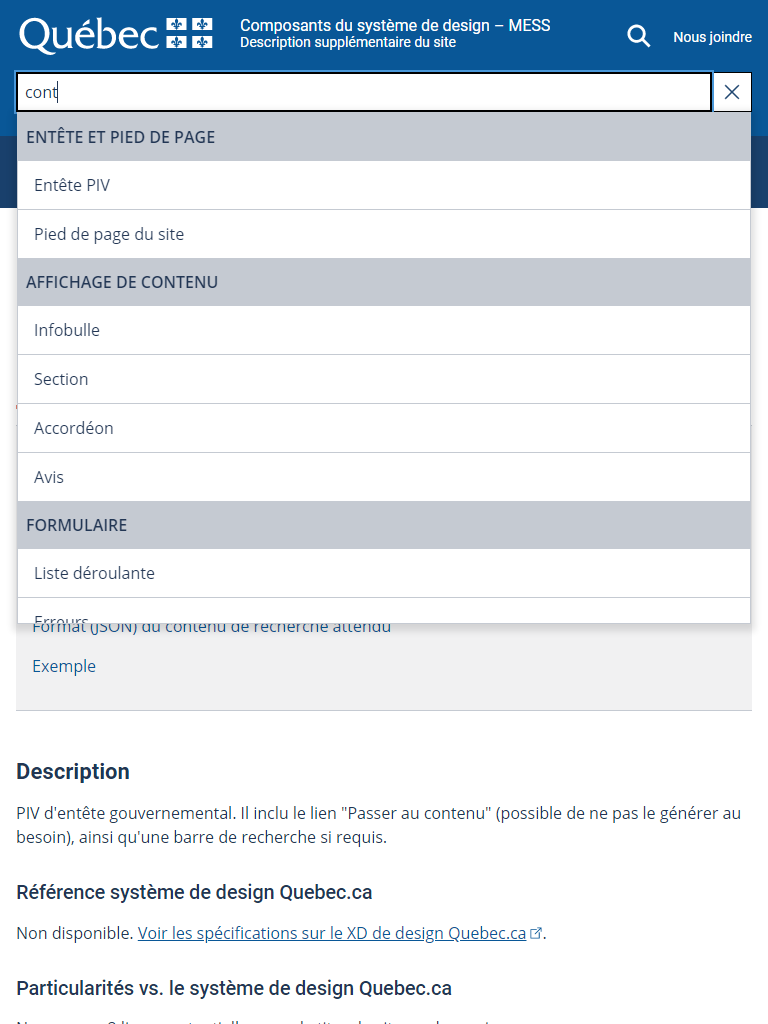 Québec
Composants du système de design – MESS
Description supplémentaire du site
Nous joindre
cont
ENTÊTE ET PIED DE PAGE
Entête PIV
Pied de page du site
AFFICHAGE DE CONTENU
Infobulle
Section
Accordéon
Avis
FORMULAIRE
Liste déroulante
Erreurs
Format (JSON) du contenu de recherche attendu
Exemple
Description
PIV d'entête gouvernemental. Il inclu le lien "Passer au contenu" (possible de ne pas le générer au
besoin), ainsi qu'une barre de recherche si requis.
Référence système de design Quebec.ca
Non disponible. Voir les spécifications sur le XD de design Quebec.ca.
Particularités vs. le système de design Quebec.ca